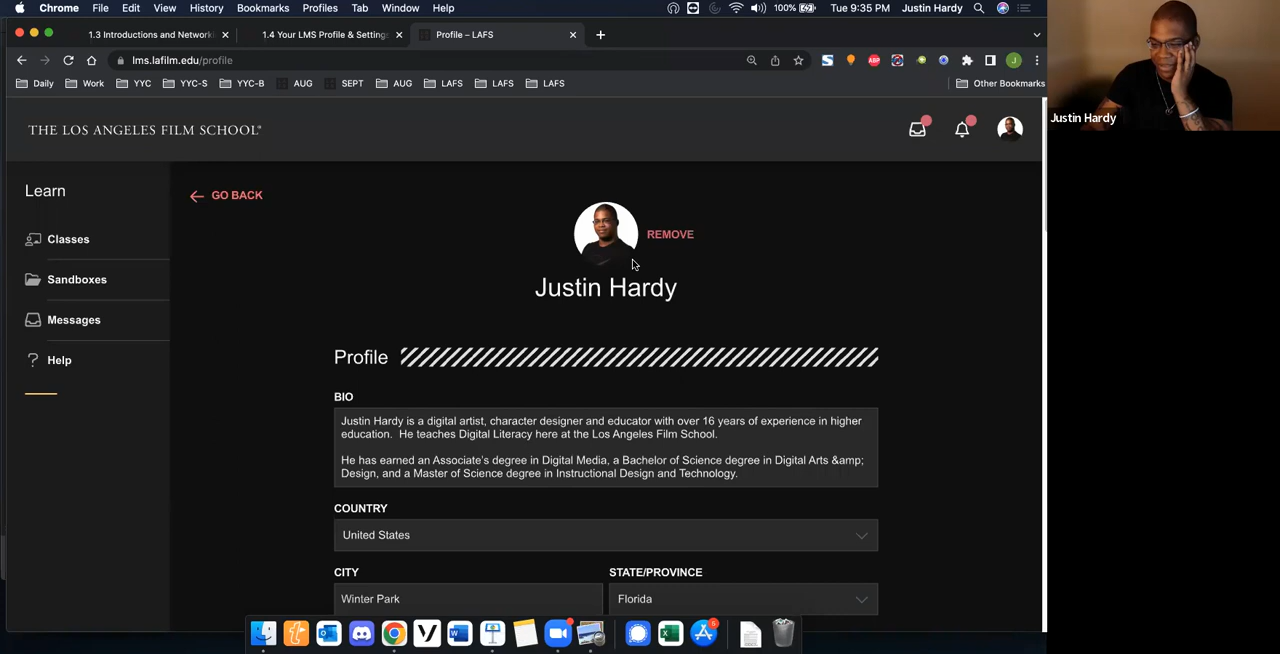 Chrome File Edit View History Bookmarks Profiles Tab Window Help 100% Tue 9:35 PM Justin Hardy
1.3 Introductions and Network 1.4 Your LMS Profile & Settings Profile – LAFS
lms.lafilm.edu/profile ABP J
Daily Work YYC YYC-S YYC-B AUG SEPT AUG LAFS LAFS LAFS Other Bookmarks
Justin Hardy
THE LOS ANGELES FILM SCHOOL
Learn
GO BACK
REMOVE
Classes
Sandboxes
Justin Hardy
Messages
Help
Profile
BIO
Justin Hardy is a digital artist, character designer and educator with over 16 years of experience in higher
education. He teaches Digital Literacy here at the Los Angeles Film School.
He has earned an Associate's degree in Digital Media, a Bachelor of Science degree in Digital Arts &amp;
Design, and a Master of Science degree in Instructional Design and Technology.
COUNTRY
United States
CITY STATE/PROVINCE
Winter Park Florida